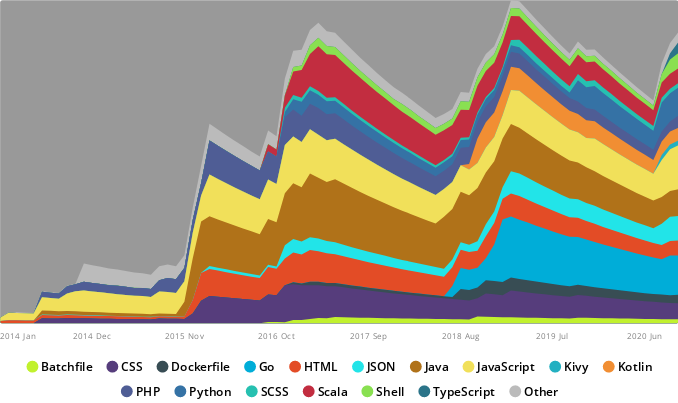 2014 Jan 2014 Dec 2015 Nov 2016 Oct 2017 Sep 2018 Aug 2019 Jul 2020 Jun
Batchfile CSS Dockerfile Go HTML JSON Java JavaScript Kivy Kotlin
PHP Python SCSS Scala Shell TypeScript Other